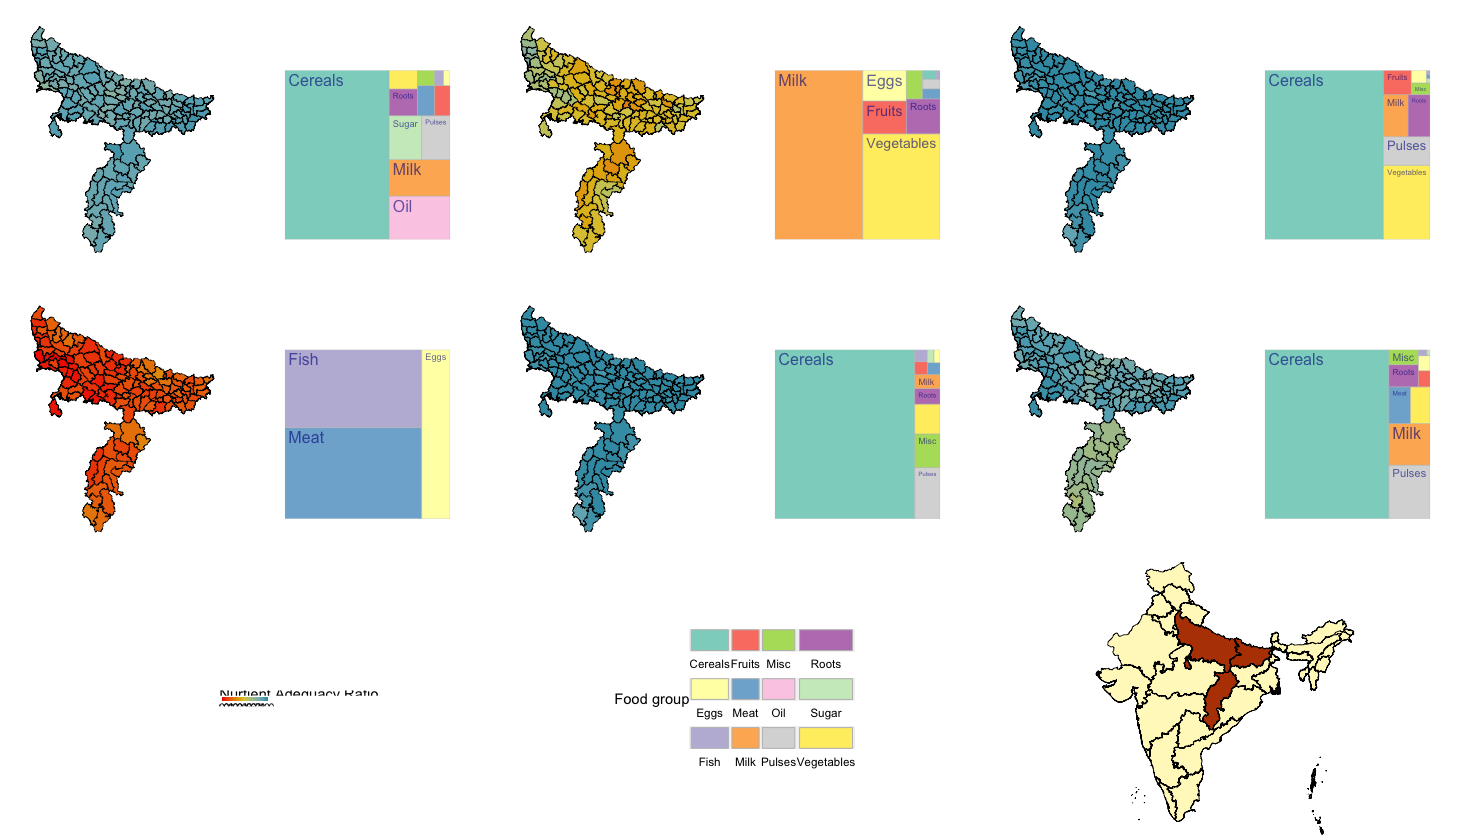 Cereals
Roots
Sugar
Pulses
Milk
Oil
Milk
Eggs
Fruits
Roots
Vegetables
Cereals
Fruits
Misc
Milk
Roots
Pulses
Vegetables
Fish
Eggs
Meat
Cereals
Milk
Roots
Misc
Pulses
Cereals
Misc
Roots
Meat
Milk
Pulses
Nurtient Adequacy Ratio
Food group
Cereals Fruits Misc Roots
Eggs Meat Oil Sugar
Fish Milk Pulses Vegetables